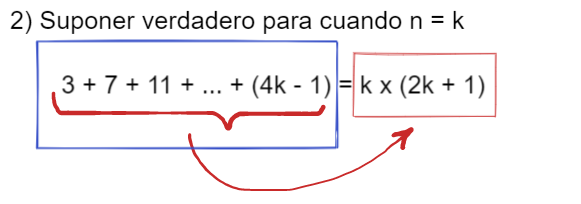 2) Suponer verdadero para cuando n = k
3 + 7 + 11 + ... + (4k - 1) = k x (2k + 1)